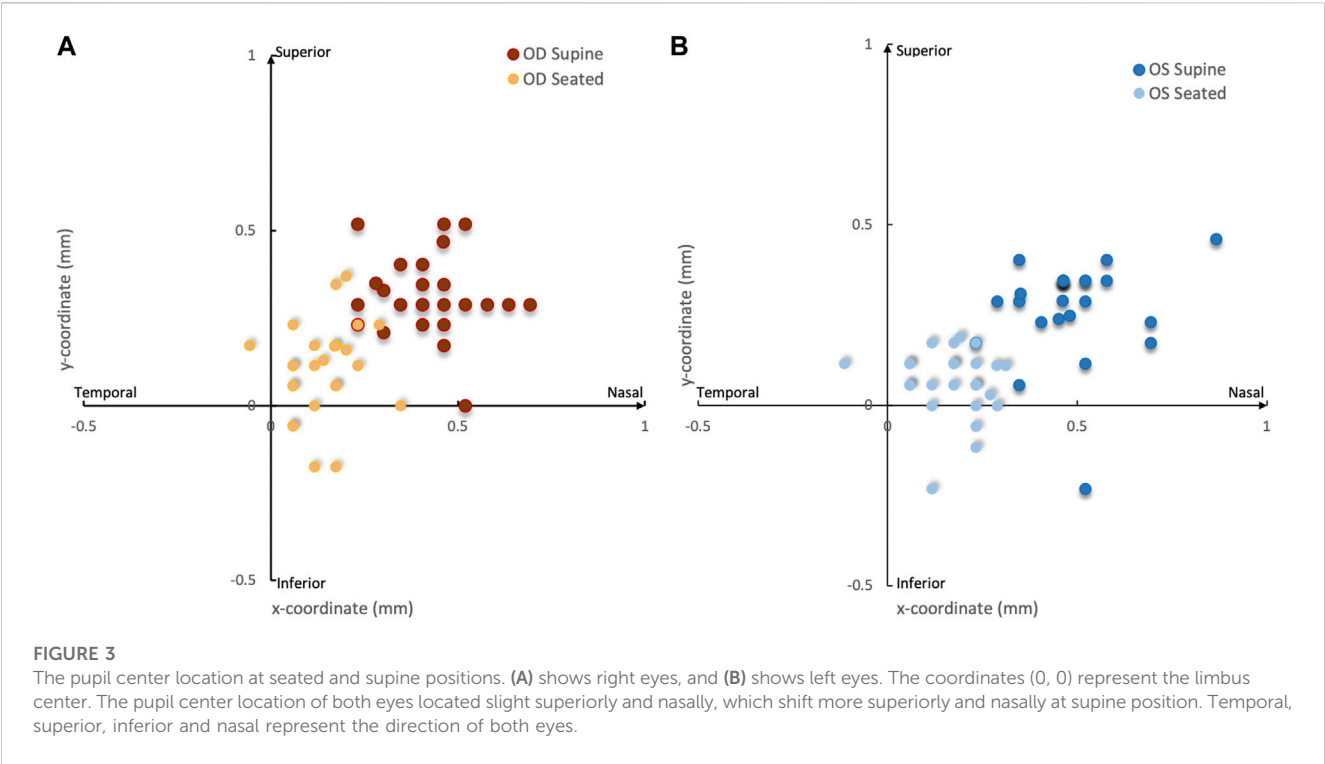 A
1
Superior
OD Supine
OD Seated
0.5
y-coordinate (mm)
Temporal
Nasal
-0.5
0
0
0.5
1
-0.5
Inferior
x-coordinate (mm)
B
1
Superior
OS Supine
OS Seated
0.5
y-coordinate (mm)
Temporal
Nasal
0
-0.5
0
0.5
1
-0.5
Inferior
x-coordinate (mm)
FIGURE 3
The pupil center location at seated and supine positions. (A) shows right eyes, and (B) shows left eyes. The coordinates (0, 0) represent the limbus
center. The pupil center location of both eyes located slight superiorly and nasally, which shift more superiorly and nasally at supine position. Temporal,
superior, inferior and nasal represent the direction of both eyes.